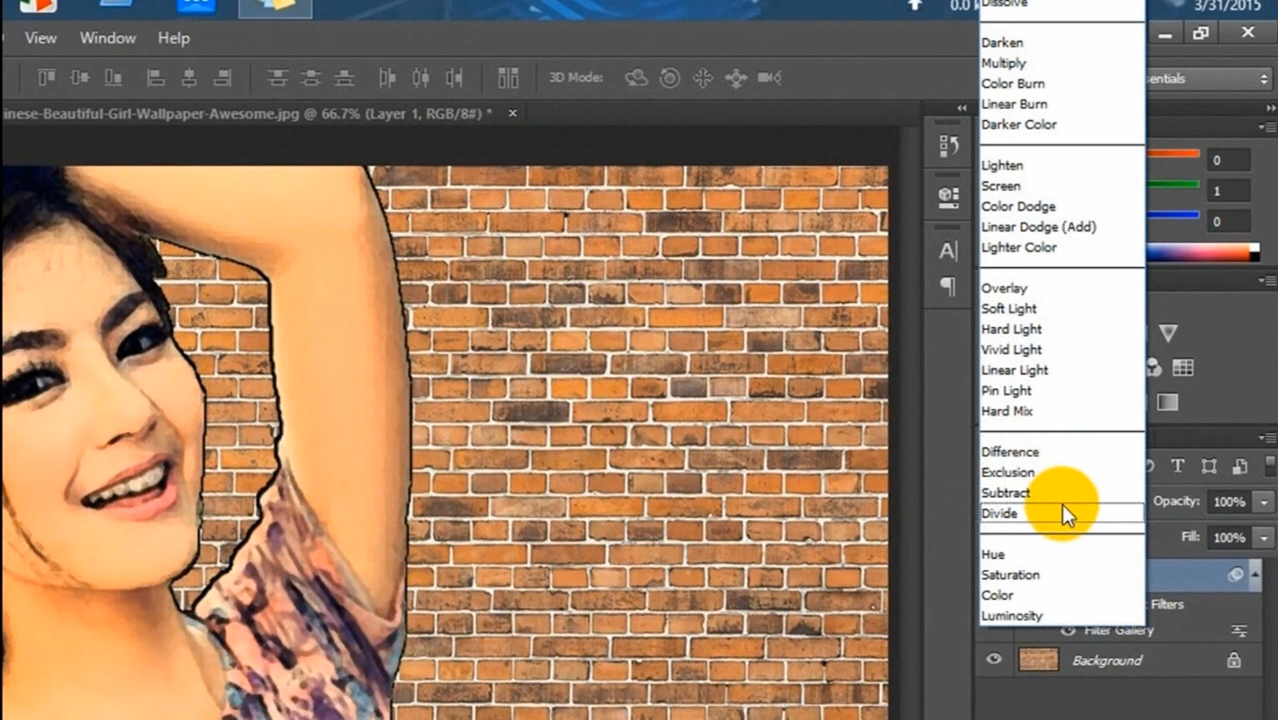 Dissolve
3/31/2015
0.0
View Window Help
3D Mode:
inese-Beautiful-Girl-Wallpaper-Awesome.jpg @ 66.7% (Layer 1, RGB/8#) *
sentials
Darken
Multiply
Color Burn
Linear Burn
Darker Color
Lighten
Screen
Color Dodge
Linear Dodge (Add)
Lighter Color
Overlay
Soft Light
Hard Light
Vivid Light
Linear Light
Pin Light
Hard Mix
Difference
Exclusion
Subtract
Divide
Hue
Saturation
Color
Luminosity
0
1
0
Opacity: 100%
Fill: 100%
Filters
Filter Gallery
Background